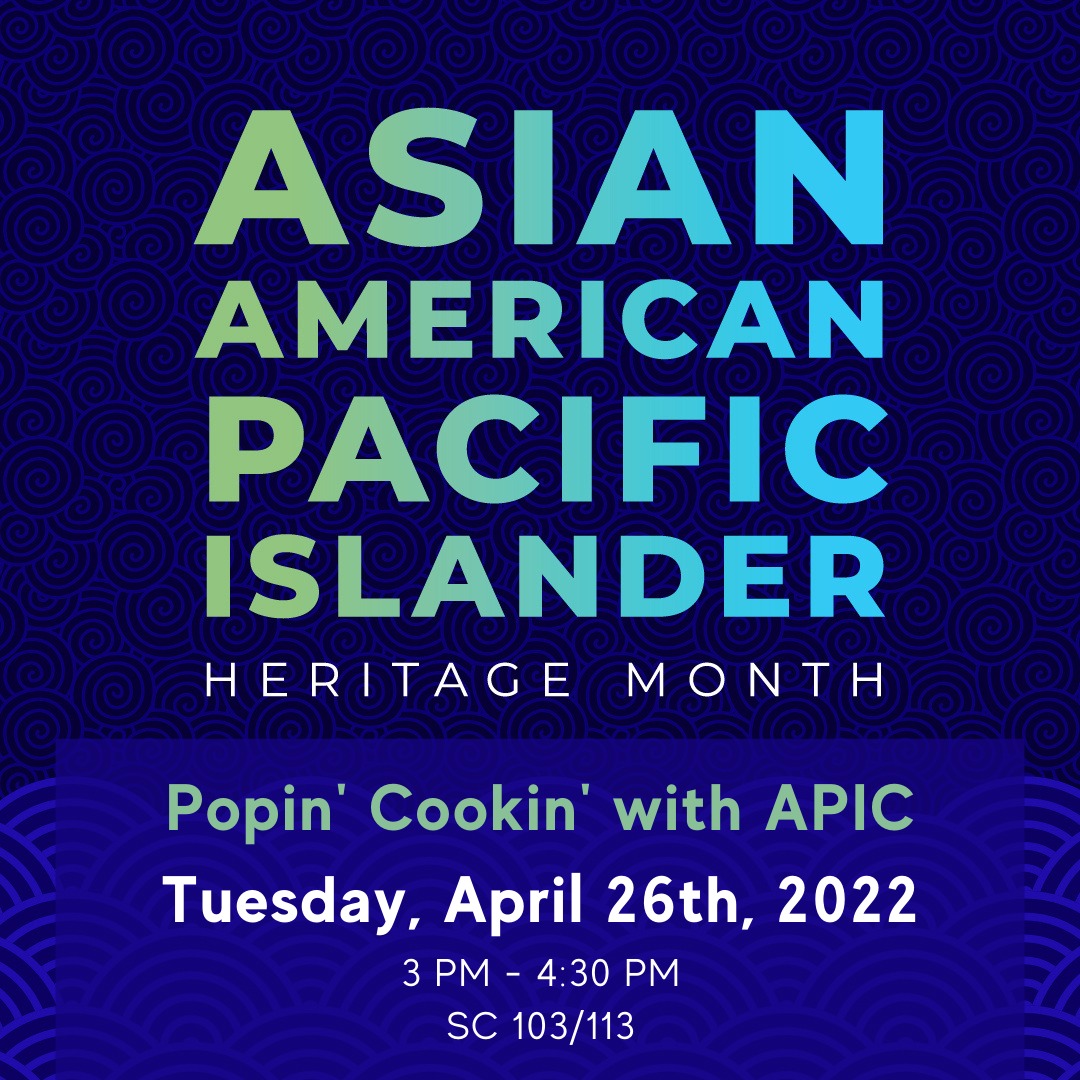 ASIAN
AMERICAN
PACIFIC
ISLANDER
HERITAGE MONTH
Popin' Cookin' with APIC
Tuesday, April 26th, 2022
3 PM - 4:30 PM
SC 103/113